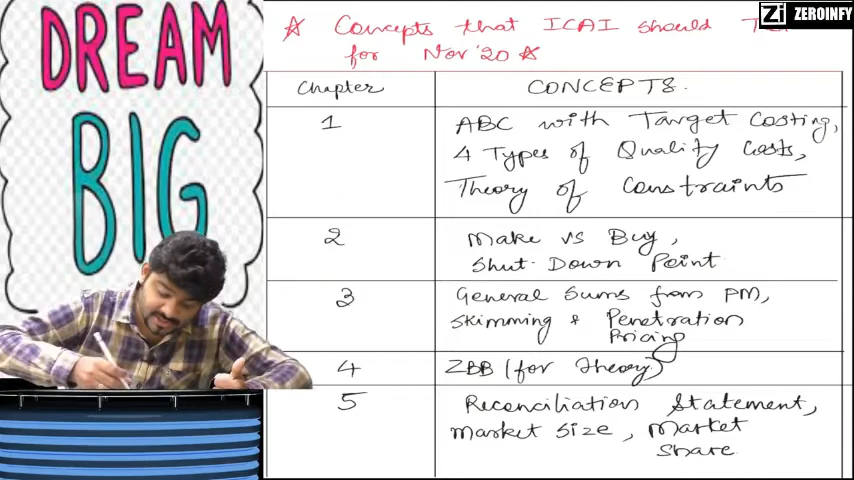 DREAM
BIG
Zi ZEROINFY
☆ Concepts that ICAI should
for Nov'20 ☆
Chapter CONCEPTS.
1 ABC with Target Costing,
4 Types of Quality Costs,
Theory of Constraints
2 Make vs Buy,
Shut-Down Point
3 General Sums from PM,
Skimming & Penetration
Pricing
4 ZBB (for theory)
5 Reconciliation Statement,
Market Size, Market
Share